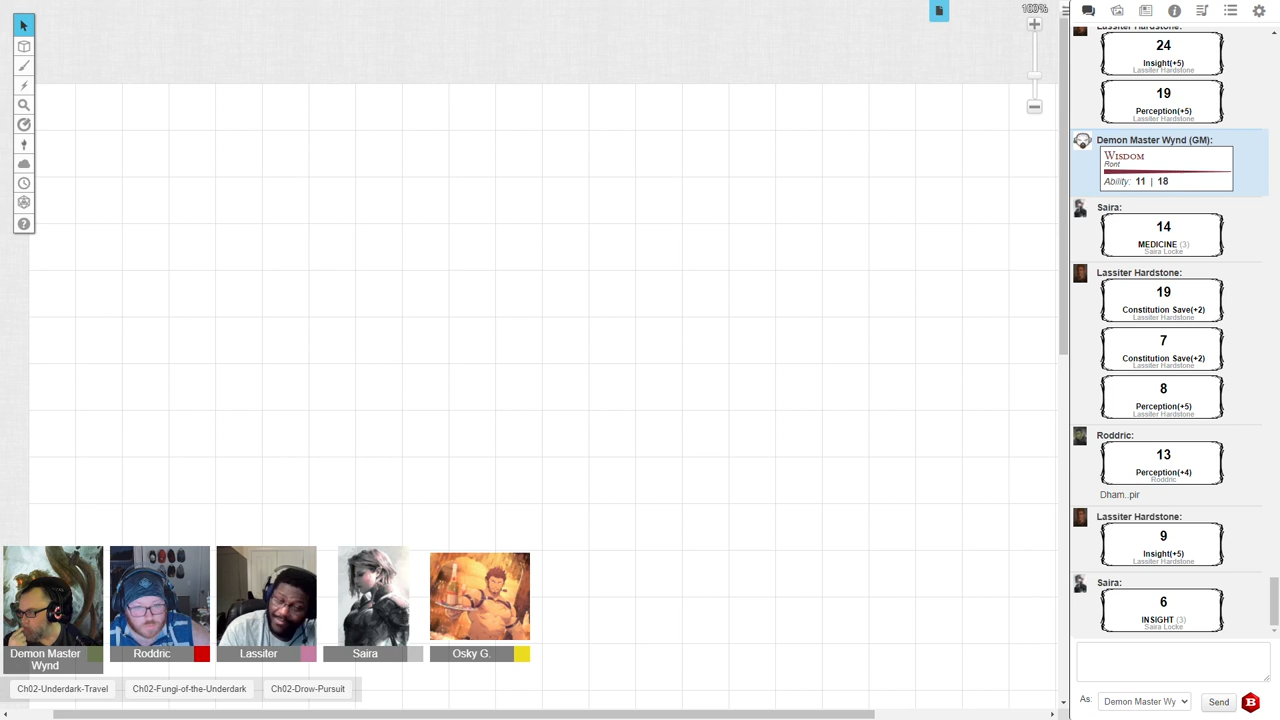 100%
Lassiter Hardstone:
24
Insight(+5)
Lassiter Hardstone
19
Perception(+5)
Lassiter Hardstone
Demon Master Wynd (GM):
Wisdom
Ront
Ability: 11 | 18
Saira:
14
MEDICINE (3)
Saira Locke
Lassiter Hardstone:
19
Constitution Save(+2)
Lassiter Hardstone
7
Constitution Save(+2)
Lassiter Hardstone
8
Perception(+5)
Lassiter Hardstone
Roddric:
13
Perception(+4)
Roddric
Dham..pir
Lassiter Hardstone:
9
Insight(+5)
Lassiter Hardstone
Saira:
6
INSIGHT (3)
Saira Locke
Demon Master
Wynd
Roddric
Lassiter
Saira
Osky G.
Ch02-Underdark-Travel
Ch02-Fungi-of-the-Underdark
Ch02-Drow-Pursuit
As:
Demon Master Wy
Send